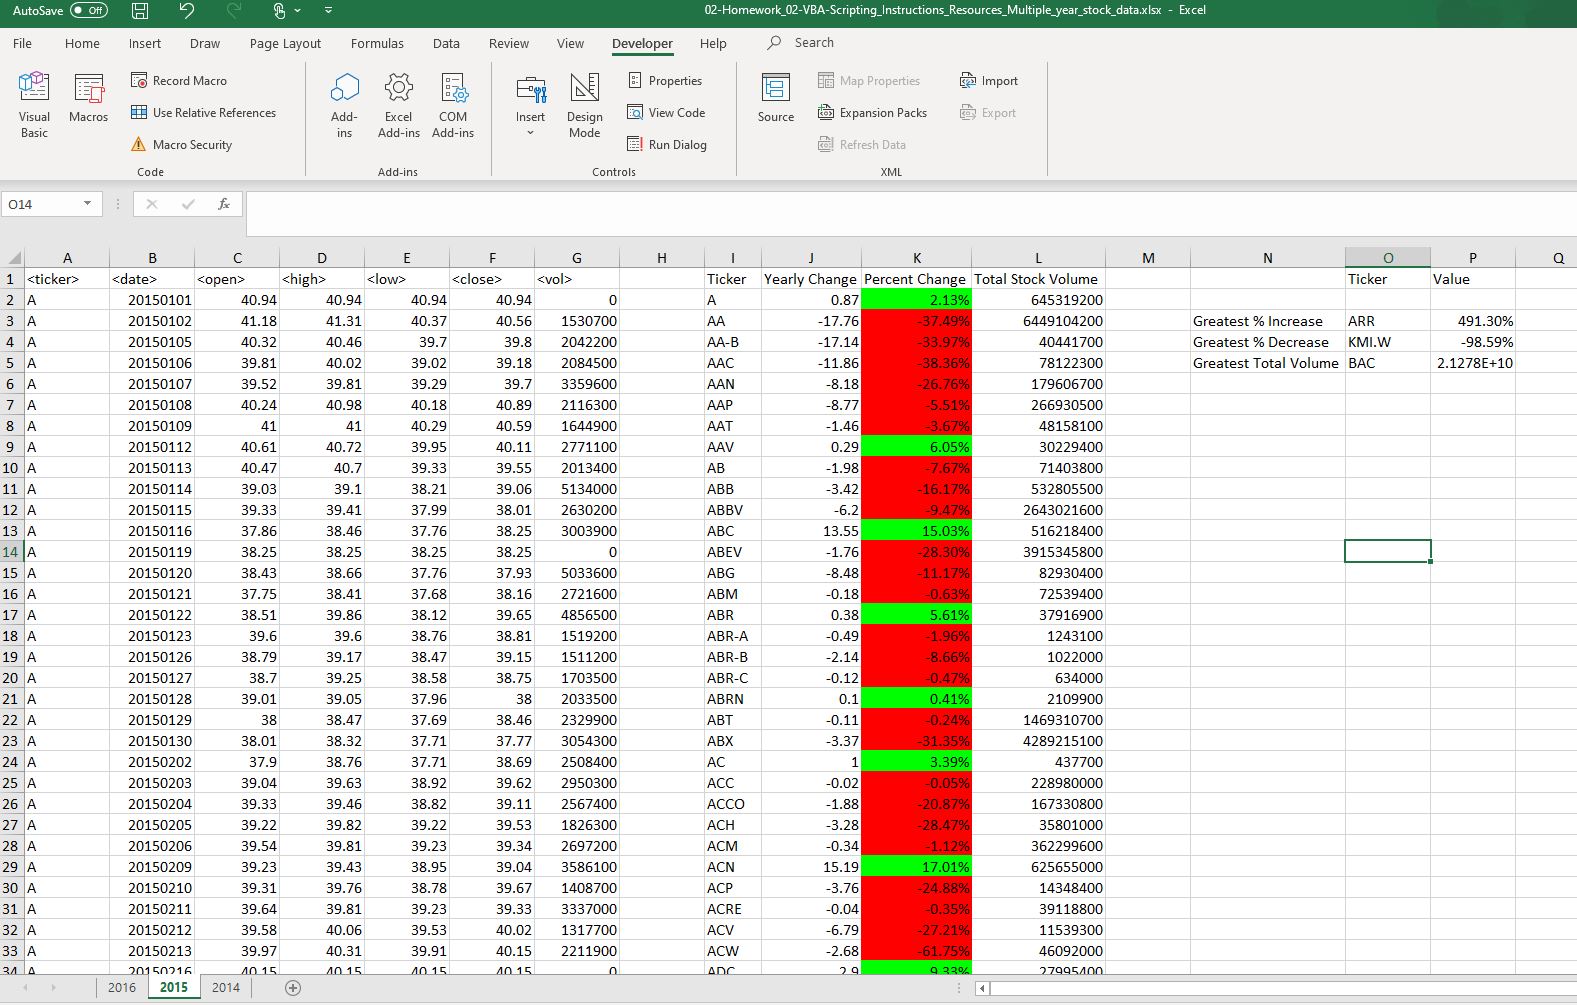 AutoSave Off 02-Homework_02-VBA-Scripting_Instructions_Resources_Multiple_year_stock_data.xlsx - Excel
File Home Insert Draw Page Layout Formulas Data Review View Developer Help Search
Visual Basic Macros Record Macro Use Relative References Macro Security Code
Add-ins Excel Add-ins COM Add-ins Add-ins
Insert Design Mode Properties View Code Run Dialog Controls
Source Map Properties Expansion Packs Refresh Data Import Export XML
O14 fx
A B C D E F G H I J K L M N O P Q
1 <ticker> <date> <open> <high> <low> <close> <vol> Ticker Yearly Change Percent Change Total Stock Volume Ticker Value
2 A 20150101 40.94 40.94 40.94 40.94 0 A 0.87 2.13% 645319200
3 A 20150102 41.18 41.31 40.37 40.56 1530700 AA -17.76 -37.49% 6449104200 Greatest % Increase ARR 491.30%
4 A 20150105 40.32 40.46 39.7 39.8 2042200 AA-B -17.14 -33.97% 40441700 Greatest % Decrease KMI.W -98.59%
5 A 20150106 39.81 40.02 39.02 39.18 2084500 AAC -11.86 -38.36% 78122300 Greatest Total Volume BAC 2.1278E+10
6 A 20150107 39.52 39.81 39.29 39.7 3359600 AAN -8.18 -26.76% 179606700
7 A 20150108 40.24 40.98 40.18 40.89 2116300 AAP -8.77 -5.51% 266930500
8 A 20150109 41 41 40.29 40.59 1644900 AAT -1.46 -3.67% 48158100
9 A 20150112 40.61 40.72 39.95 40.11 2771100 AAV 0.29 6.05% 30229400
10 A 20150113 40.47 40.7 39.33 39.55 2013400 AB -1.98 -7.67% 71403800
11 A 20150114 39.03 39.1 38.21 39.06 5134000 ABB -3.42 -16.17% 532805500
12 A 20150115 39.33 39.41 37.99 38.01 2630200 ABBV -6.2 -9.47% 2643021600
13 A 20150116 37.86 38.46 37.76 38.25 3003900 ABC 13.55 15.03% 516218400
14 A 20150119 38.25 38.25 38.25 38.25 0 ABEV -1.76 -28.30% 3915345800
15 A 20150120 38.43 38.66 37.76 37.93 5033600 ABG -8.48 -11.17% 82930400
16 A 20150121 37.75 38.41 37.68 38.16 2721600 ABM -0.18 -0.63% 72539400
17 A 20150122 38.51 39.86 38.12 39.65 4856500 ABR 0.38 5.61% 37916900
18 A 20150123 39.6 39.6 38.76 38.81 1519200 ABR-A -0.49 -1.96% 1243100
19 A 20150126 38.79 39.17 38.47 39.15 1511200 ABR-B -2.14 -8.66% 1022000
20 A 20150127 38.7 39.25 38.58 38.75 1703500 ABR-C -0.12 -0.47% 634000
21 A 20150128 39.01 39.05 37.96 38 2033500 ABRN 0.1 0.41% 2109900
22 A 20150129 38 38.47 37.69 38.46 2329900 ABT -0.11 -0.24% 1469310700
23 A 20150130 38.01 38.32 37.71 37.77 3054300 ABX -3.37 -31.35% 4289215100
24 A 20150202 37.9 38.76 37.71 38.69 2508400 AC 1 3.39% 437700
25 A 20150203 39.04 39.63 38.92 39.62 2950300 ACC -0.02 -0.05% 228980000
26 A 20150204 39.33 39.46 38.82 39.11 2567400 ACCO -1.88 -20.87% 167330800
27 A 20150205 39.22 39.82 39.22 39.53 1826300 ACH -3.28 -28.47% 35801000
28 A 20150206 39.54 39.81 39.23 39.34 2697200 ACM -0.34 -1.12% 362299600
29 A 20150209 39.23 39.43 38.95 39.04 3586100 ACN 15.19 17.01% 625655000
30 A 20150210 39.31 39.76 38.78 39.67 1408700 ACP -3.76 -24.88% 14348400
31 A 20150211 39.64 39.81 39.23 39.33 3337000 ACRE -0.04 -0.35% 39118800
32 A 20150212 39.58 40.06 39.53 40.02 1317700 ACV -6.79 -27.21% 11539300
33 A 20150213 39.97 40.31 39.91 40.15 2211900 ACW -2.68 -61.75% 46092000
34 A 20150216 40.15 40.15 40.15 40.15 0 ADC 2.9 9.33% 27995400
2016 2015 2014